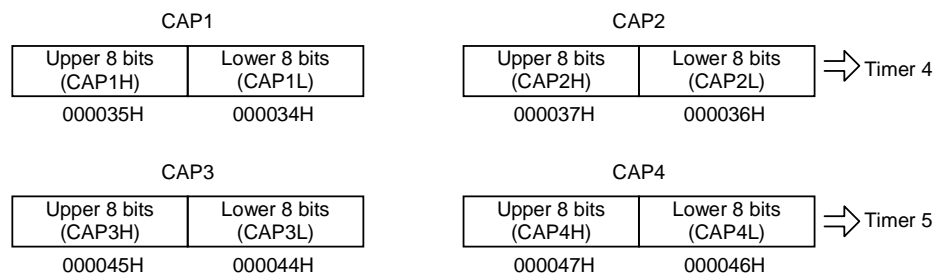 CAP1 CAP2
Upper 8 bits Lower 8 bits Upper 8 bits Lower 8 bits
(CAP1H) (CAP1L) (CAP2H) (CAP2L) Timer 4
000035H 000034H 000037H 000036H
CAP3 CAP4
Upper 8 bits Lower 8 bits Upper 8 bits Lower 8 bits
(CAP3H) (CAP3L) (CAP4H) (CAP4L) Timer 5
000045H 000044H 000047H 000046H